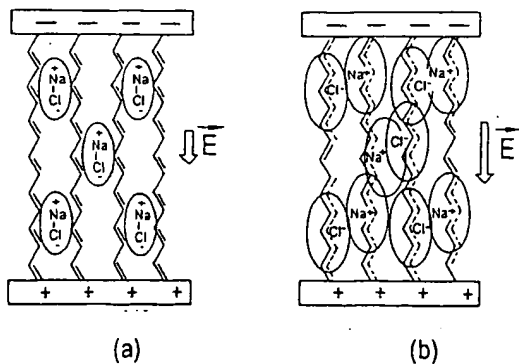 − − − −
− − − −
+ Na Cl -
+ Na Cl -
+ Na Cl -
+ Na Cl -
+ Na Cl -
E
Cl- Na+ Cl- Na+
Na+ Cl-
Cl- Na+ Cl- Na+
E
+ + + +
+ + + +
(a)
(b)